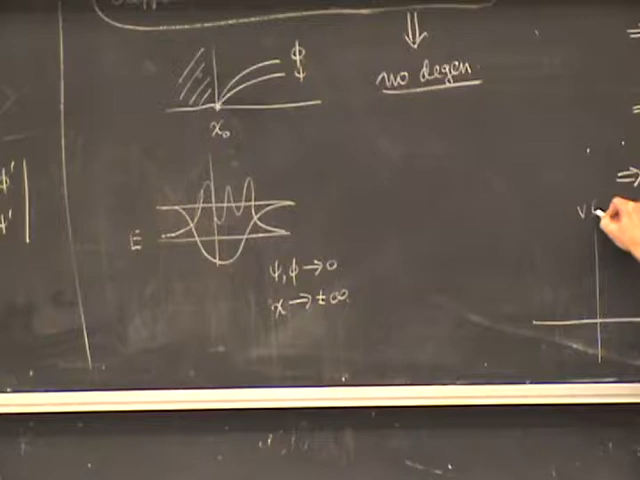 φ'
ψ'
φ
ψ
x₀
⇓
no degen.
E
ψ, φ → 0
x → ±∞
=
=
⇒
V